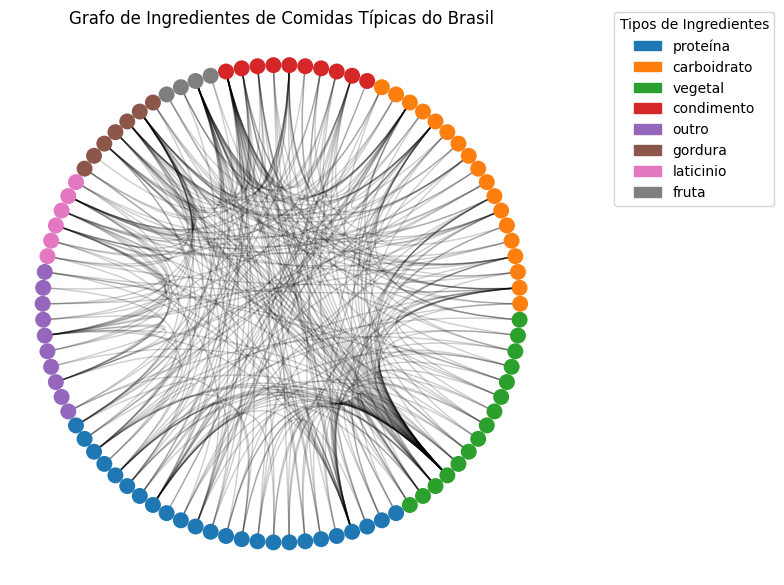 Grafo de Ingredientes de Comidas Típicas do Brasil
Tipos de Ingredientes
proteína
carboidrato
vegetal
condimento
outro
gordura
laticinio
fruta